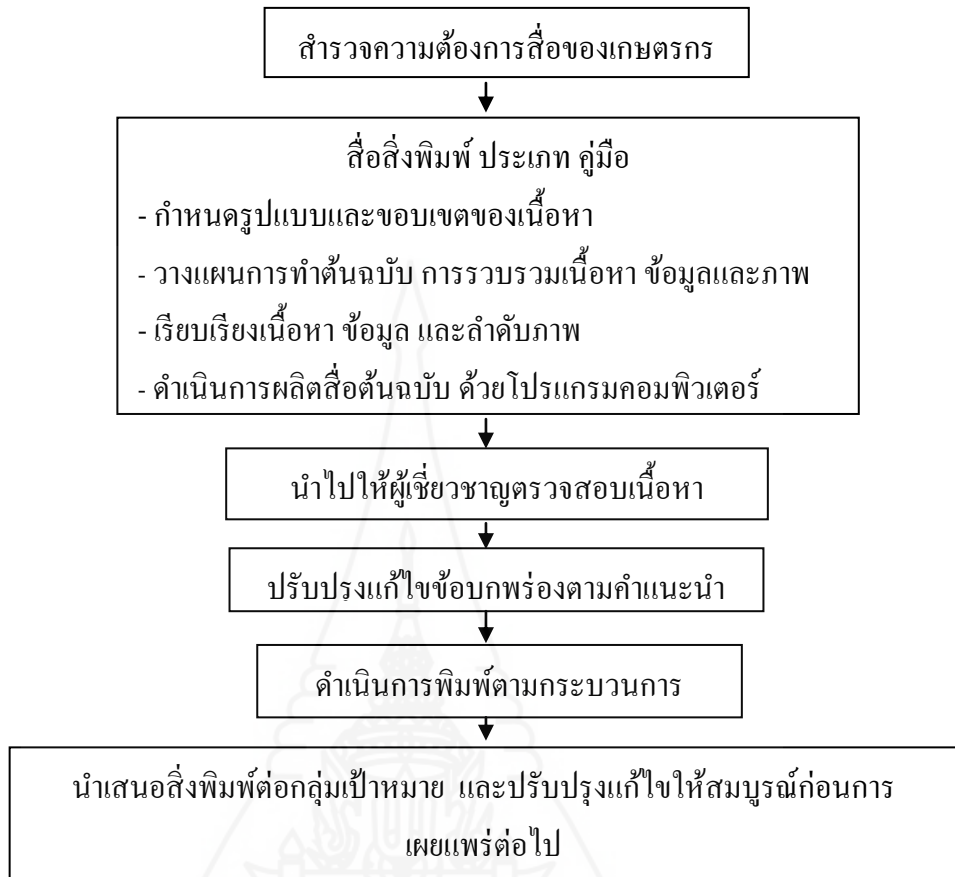 สำรวจความต้องการสื่อของเกษตรกร
สื่อสิ่งพิมพ์ ประเภท คู่มือ
- กำหนดรูปแบบและขอบเขตของเนื้อหา
- วางแผนการทำต้นฉบับ การรวบรวมเนื้อหา ข้อมูลและภาพ
- เรียบเรียงเนื้อหา ข้อมูล และลำดับภาพ
- ดำเนินการผลิตสื่อต้นฉบับ ด้วยโปรแกรมคอมพิวเตอร์
นำไปให้ผู้เชี่ยวชาญตรวจสอบเนื้อหา
ปรับปรุงแก้ไขข้อบกพร่องตามคำแนะนำ
ดำเนินการพิมพ์ตามกระบวนการ
นำเสนอสิ่งพิมพ์ต่อกลุ่มเป้าหมาย และปรับปรุงแก้ไขให้สมบูรณ์ก่อนการ
เผยแพร่ต่อไป